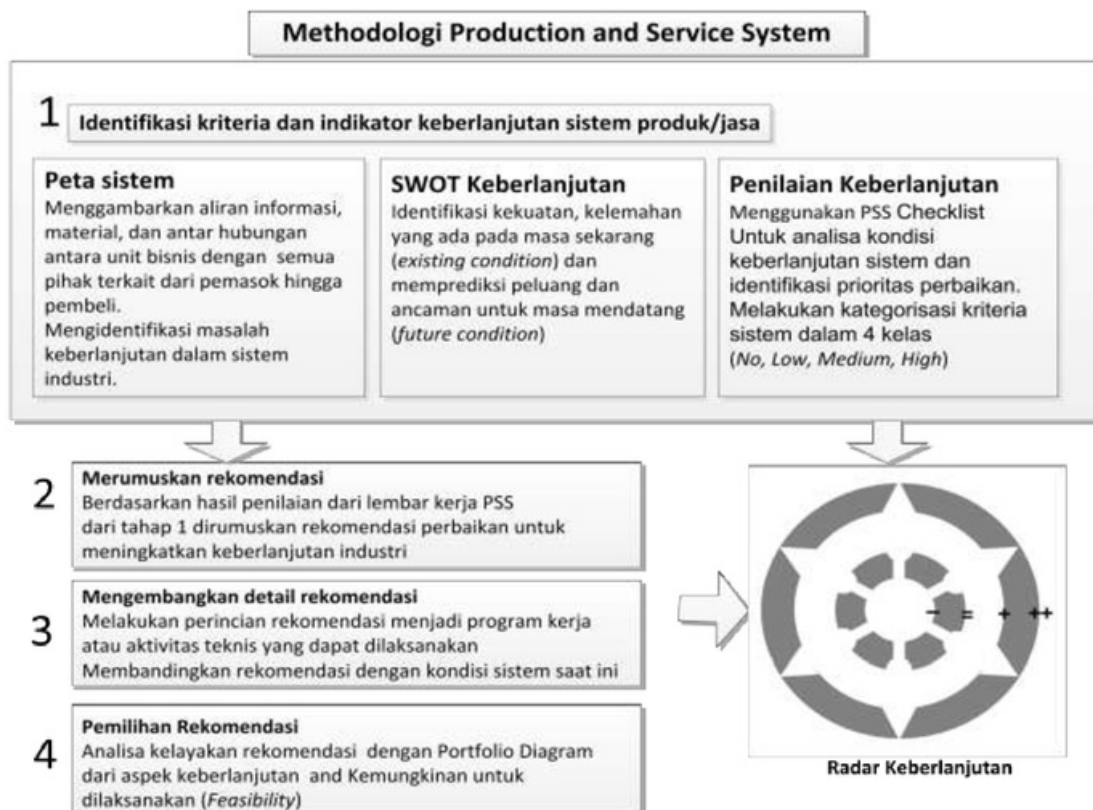 Methodologi Production and Service System
1
Identifikasi kriteria dan indikator keberlanjutan sistem produk/jasa
Peta sistem
Menggambarkan aliran informasi,
material, dan antar hubungan
antara unit bisnis dengan semua
pihak terkait dari pemasok hingga
pembeli.
Mengidentifikasi masalah
keberlanjutan dalam sistem
industri.
SWOT Keberlanjutan
Identifikasi kekuatan, kelemahan
yang ada pada masa sekarang
(existing condition) dan
memprediksi peluang dan
ancaman untuk masa mendatang
(future condition)
Penilaian Keberlanjutan
Menggunakan PSS Checklist
Untuk analisa kondisi
keberlanjutan sistem dan
identifikasi prioritas perbaikan.
Melakukan kategorisasi kriteria
sistem dalam 4 kelas
(No, Low, Medium, High)
2
Merumuskan rekomendasi
Berdasarkan hasil penilaian dari lembar kerja PSS
dari tahap 1 dirumuskan rekomendasi perbaikan untuk
meningkatkan keberlanjutan industri
3
Mengembangkan detail rekomendasi
Melakukan perincian rekomendasi menjadi program kerja
atau aktivitas teknis yang dapat dilaksanakan
Membandingkan rekomendasi dengan kondisi sistem saat ini
4
Pemilihan Rekomendasi
Analisa kelayakan rekomendasi dengan Portfolio Diagram
dari aspek keberlanjutan and Kemungkinan untuk
dilaksanakan (Feasibility)
- = + ++
Radar Keberlanjutan